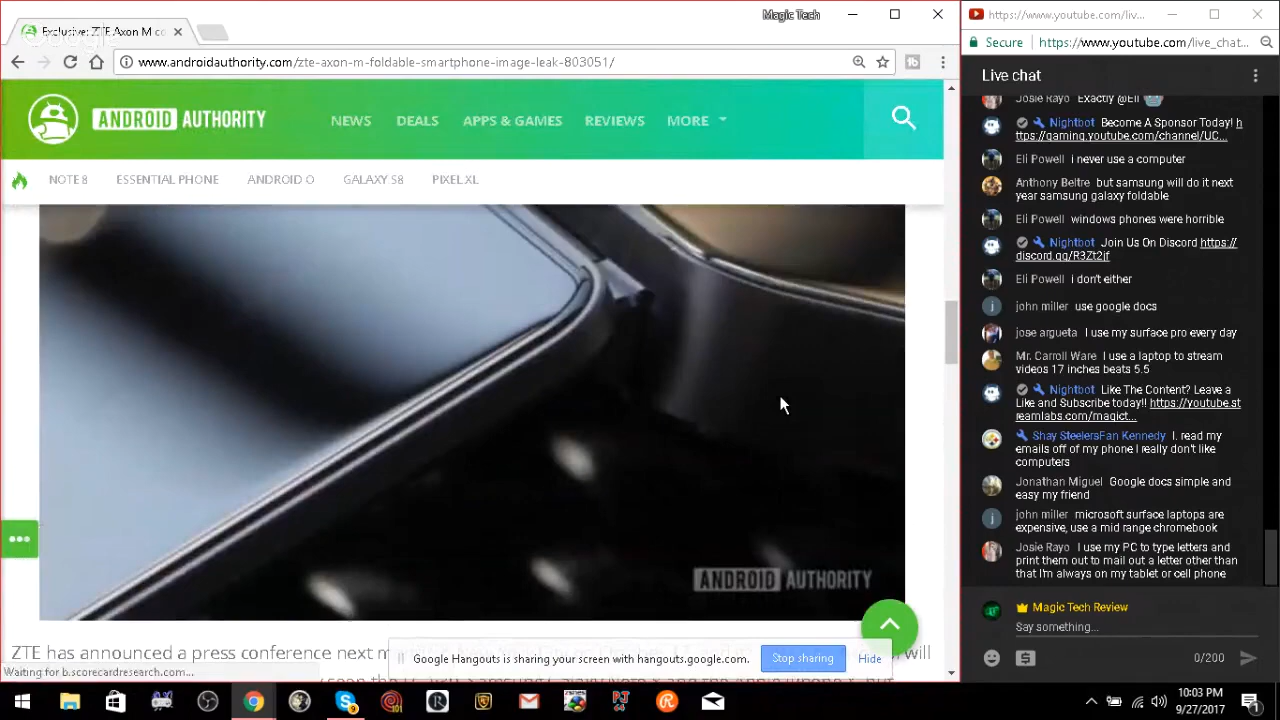 Magic Tech
Exclusive: ZTE Axon M co
www.androidauthority.com/zte-axon-m-foldable-smartphone-image-leak-803051/
ANDROID AUTHORITY
NEWS
DEALS
APPS & GAMES
REVIEWS
MORE
NOTE 8
ESSENTIAL PHONE
ANDROID O
GALAXY S8
PIXEL XL
ANDROID AUTHORITY
ZTE has announced a press conference next
Google Hangouts is sharing your screen with hangouts.google.com.
Stop sharing
Hide
Waiting for b.scorecardresearch.com...
https://www.youtube.com/liv...
Secure
https://www.youtube.com/live_chat...
Live chat
Josie Rayo Exactly @Eli
Nightbot Become A Sponsor Today! h
ttps://gaming.youtube.com/channel/UC...
Eli Powell i never use a computer
Anthony Beltre but samsung will do it next
year samsung galaxy foldable
Eli Powell windows phones were horrible
Nightbot Join Us On Discord https://
discord.gg/R3Zt2jf
Eli Powell i don't either
john miller use google docs
jose argueta I use my surface pro every day
Mr. Carroll Ware I use a laptop to stream
videos 17 inches beats 5.5
Nightbot Like The Content? Leave a
Like and Subscribe today!! https://youtube.st
reamlabs.com/magict...
Shay SteelersFan Kennedy I. read my
emails off of my phone I really don't like
computers
Jonathan Miguel Google docs simple and
easy my friend
john miller microsoft surface laptops are
expensive, use a mid range chromebook
Josie Rayo I use my PC to type letters and
print them out to mail out a letter other than
that I'm always on my tablet or cell phone
Magic Tech Review
Say something...
0/200
10:03 PM
9/27/2017